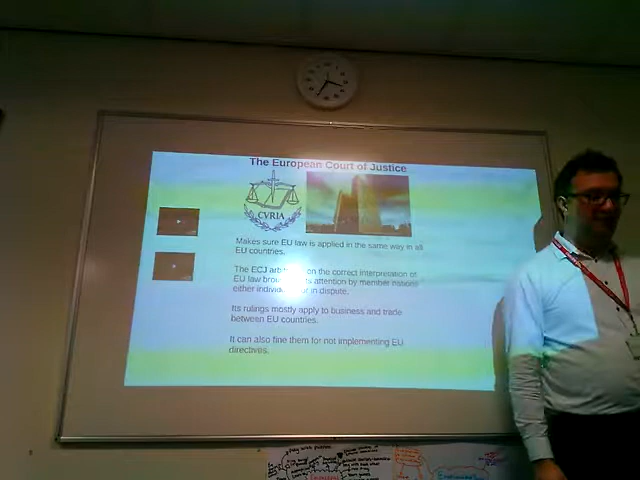 The European Court of Justice
CVRIA
Makes sure EU law is applied in the same way in all
EU countries.
The ECJ on the correct interpretation of
EU law attention by member nations
either in dispute.
Its rulings mostly apply to business and trade
between EU countries.
It can also fine them for not implementing EU
directives.